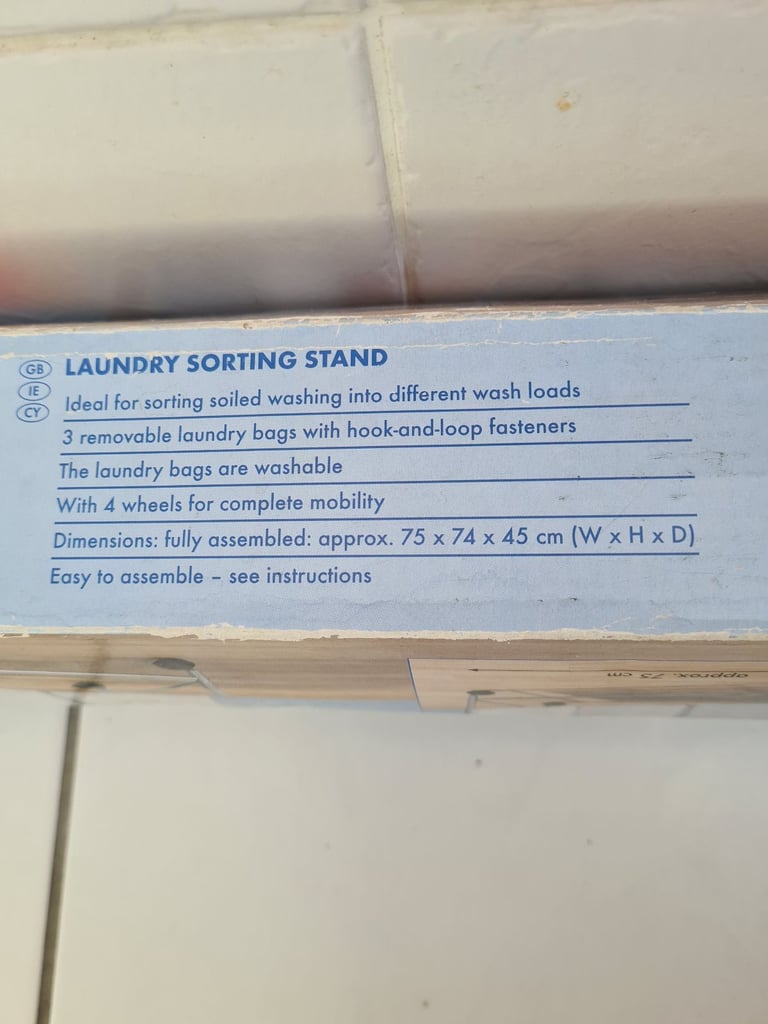 GB LAUNDRY SORTING STAND
IE
CY
Ideal for sorting soiled washing into different wash loads
3 removable laundry bags with hook-and-loop fasteners
The laundry bags are washable
With 4 wheels for complete mobility
Dimensions: fully assembled: approx. 75 x 74 x 45 cm (W x H x D)
Easy to assemble – see instructions
approx. 75 cm